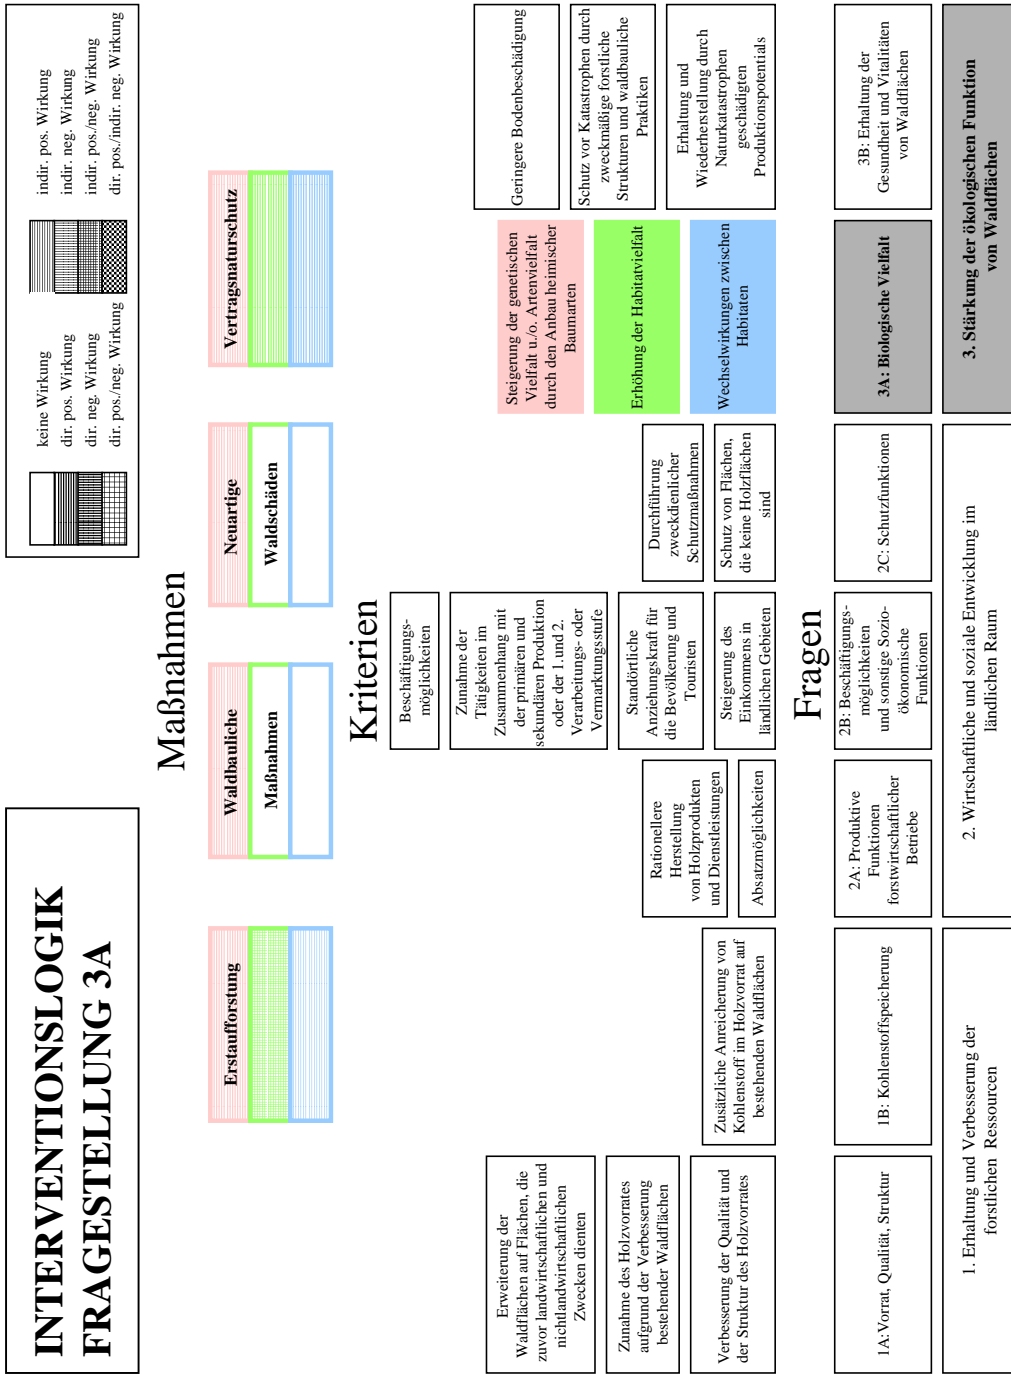 INTERVENTIONSLOGIK
FRAGESTELLUNG 3A
keine Wirkung
dir. pos. Wirkung
dir. neg. Wirkung
dir. pos./neg. Wirkung
indir. pos. Wirkung
indir. neg. Wirkung
indir. pos./neg. Wirkung
dir. pos./indir. neg. Wirkung
Maßnahmen
Erstaufforstung
Waldbauliche
Maßnahmen
Neuartige
Waldschäden
Vertragsnaturschutz
Kriterien
Erweiterung der
Waldflächen auf Flächen, die
zuvor landwirtschaftlichen und
nichtlandwirtschaftlichen
Zwecken dienten
Zunahme des Holzvorrates
aufgrund der Verbesserung
bestehender Waldflächen
Verbesserung der Qualität und
der Struktur des Holzvorrates
Zusätzliche Anreicherung von
Kohlenstoff im Holzvorrat auf
bestehenden Waldflächen
Rationellere
Herstellung
von Holzprodukten
und Dienstleistungen
Absatzmöglichkeiten
Beschäftigungs-
möglichkeiten
Zunahme der
Tätigkeiten im
Zusammenhang mit
der primären und
sekundären Produktion
oder der 1. und 2.
Verarbeitungs- oder
Vermarktungsstufe
Standörtliche
Anziehungskraft für
die Bevölkerung und
Touristen
Steigerung des
Einkommens in
ländlichen Gebieten
Durchführung
zweckdienlicher
Schutzmaßnahmen
Schutz von Flächen,
die keine Holzflächen
sind
Steigerung der genetischen
Vielfalt u./o. Artenvielfalt
durch den Anbau heimischer
Baumarten
Erhöhung der Habitatvielfalt
Wechselwirkungen zwischen
Habitaten
Geringere Bodenbeschädigung
Schutz vor Katastrophen durch
zweckmäßige forstliche
Strukturen und waldbauliche
Praktiken
Erhaltung und
Wiederherstellung durch
Naturkatastrophen
geschädigten
Produktionspotentials
Fragen
1A:Vorrat, Qualität, Struktur
1B: Kohlenstoffspeicherung
2A: Produktive
Funktionen
forstwirtschaftlicher
Betriebe
2B: Beschäftigungs-
möglichkeiten
und sonstige Sozio-
ökonomische
Funktionen
2C: Schutzfunktionen
3A: Biologische Vielfalt
3B: Erhaltung der
Gesundheit und Vitalitäten
von Waldflächen
1. Erhaltung und Verbesserung der
forstlichen Ressourcen
2. Wirtschaftliche und soziale Entwicklung im
ländlichen Raum
3. Stärkung der ökologischen Funktion
von Waldflächen